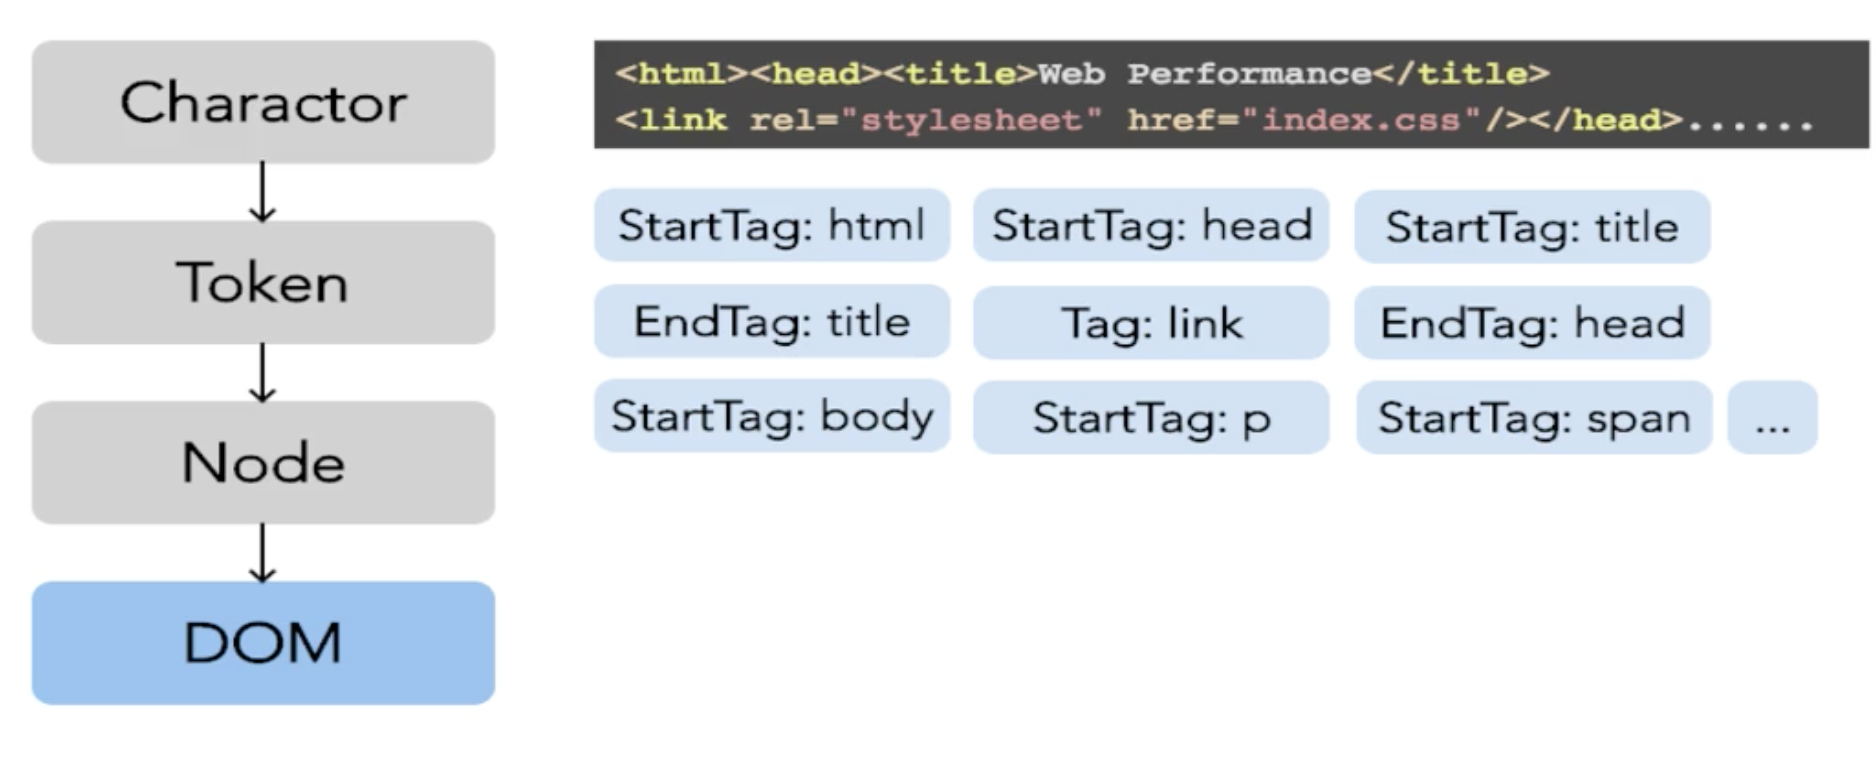 Charactor
Token
Node
DOM
<html><head><title>Web Performance</title>
<link rel="stylesheet" href="index.css"/></head>......
StartTag: html
StartTag: head
StartTag: title
EndTag: title
Tag: link
EndTag: head
StartTag: body
StartTag: p
StartTag: span
...